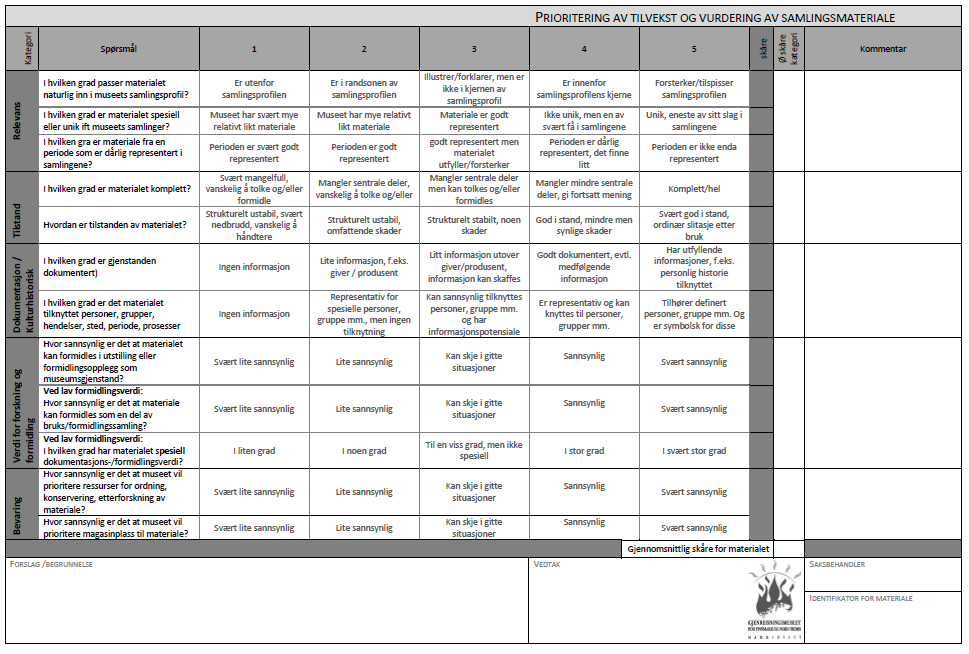 PRIORITERING AV TILVEKST OG VURDERING AV SAMLINGSMATERIALE
Kategori
Spørsmål
1
2
3
4
5
skåre
Ø skåre
kategori
Kommentar
Relevans
I hvilken grad passer materialet
naturlig inn i museets samlingsprofil?
Er utenfor
samlingsprofilen
Er i randsonen av
samlingsprofilen
Illustrer/forklarer, men er
ikke i kjernen av
samlingsprofil
Er innenfor
samlingsprofilens kjerne
Forsterker/tilspisser
samlingsprofilen
I hvilken grad er materialet spesiell
eller unik ift museets samlinger?
Museet har svært mye
relativt likt materiale
Museet har mye relativt
likt materiale
Materiale er godt
representert
Ikke unik, men en av
svært få i samlingene
Unik, eneste av sitt slag i
samlingene
I hvilken gra er materiale fra en
periode som er dårlig representert i
samlingene?
Perioden er svært godt
representert
Perioden er godt
representert
godt representert men
materialet
utfyller/forsterker
Perioden er dårlig
representert, det finne
litt
Perioden er ikke enda
representert
Tilstand
I hvilken grad er materialet komplett?
Svært mangelfull,
vanskelig å tolke og/eller
formidle
Mangler sentrale deler,
vanskelig å tolke og/eller
Mangler sentrale deler
men kan tolkes og/eller
formidles
Mangler mindre sentrale
deler, gi fortsatt mening
Komplett/hel
Hvordan er tilstanden av materialet?
Strukturelt ustabil, svært
nedbrudd, vanskelig å
håndtere
Strukturelt ustabil,
omfattende skader
Strukturelt stabilt, noen
skader
God i stand, mindre men
synlige skader
Svært god i stand,
ordinær slitasje etter
bruk
Dokumentasjon /
Kulturhistorisk
I hvilken grad er gjenstanden
dokumentert)
Ingen informasjon
Lite informasjon, f.eks.
giver / produsent
Litt informasjon utover
giver/produsent,
informasjon kan skaffes
Godt dokumentert, evtl.
medfølgende
informasjon
Har utfyllende
informasjoner, f.eks.
personlig historie
tilknyttet
I hvilken grad er det materialet
tilknyttet personer, grupper,
hendelser, sted, periode, prosesser
Ingen informasjon
Representativ for
spesielle personer,
gruppe mm., men ingen
tilknytning
Kan sannsynlig tilknyttes
personer, gruppe mm.
og har
informasjonspotensiale
Er representativ og kan
knyttes til personer,
grupper mm.
Tilhører definert
personer, gruppe mm. Og
er symbolsk for disse
Verdi for forskning og
formidling
Hvor sannsynlig er det at materialet
kan formidles i utstilling eller
formidlingsopplegg som
museumsgjenstand?
Svært lite sannsynlig
Lite sannsynlig
Kan skje i gitte
situasjoner
Sannsynlig
Svært sannsynlig
Ved lav formidlingsverdi:
Hvor sannsynlig er det at materiale
kan formidles som en del av
bruks/formidlingssamling?
Svært lite sannsynlig
Lite sannsynlig
Kan skje i gitte
situasjoner
Sannsynlig
Svært sannsynlig
Ved lav formidlingsverdi:
I hvilken grad har materialet spesiell
dokumentasjons-/formidlingsverdi?
I liten grad
I noen grad
Til en viss grad, men ikke
spesiell
I stor grad
I svært stor grad
Bevaring
Hvor sannsynlig er det at museet vil
prioritere ressurser for ordning,
konservering, etterforskning av
materiale?
Svært lite sannsynlig
Lite sannsynlig
Kan skje i gitte
situasjoner
Sannsynlig
Svært sannsynlig
Hvor sannsynlig er det at museet vil
prioritere magasinplass til materiale?
Svært lite sannsynlig
Lite sannsynlig
Kan skje i gitte
situasjoner
Sannsynlig
Svært sannsynlig
Gjennomsnittlig skåre for materialet
FORSLAG /BEGRUNNELSE
VEDTAK
GJENREISNINGSMUSEET
FOR FINNMARK OG NORD-TROMS
HAMMERFEST
SAKSBEHANDLER
IDENTIFIKATOR FOR MATERIALE